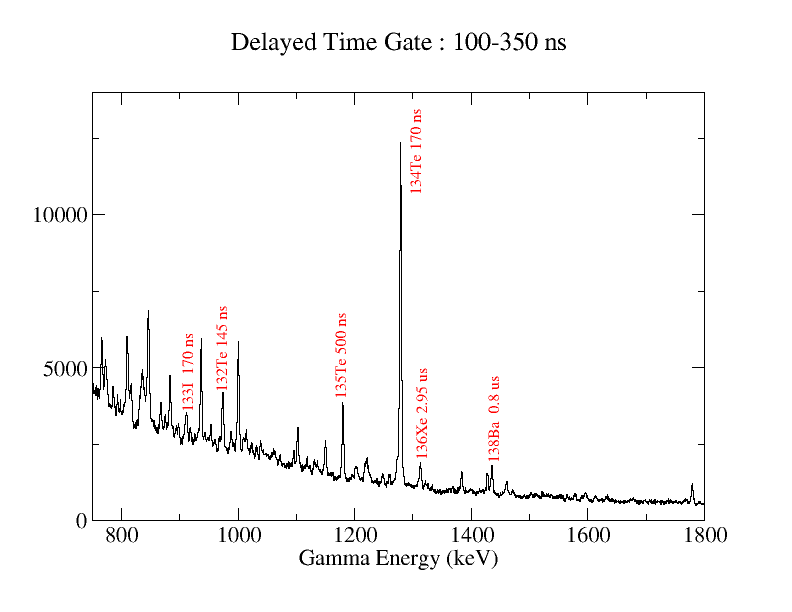 Delayed Time Gate : 100-350 ns
134Te 170 ns
10000
133I 170 ns
132Te 145 ns
135Te 500 ns
136Xe 2.95 us
138Ba 0.8 us
5000
0
800 1000 1200 1400 1600 1800
Gamma Energy (keV)